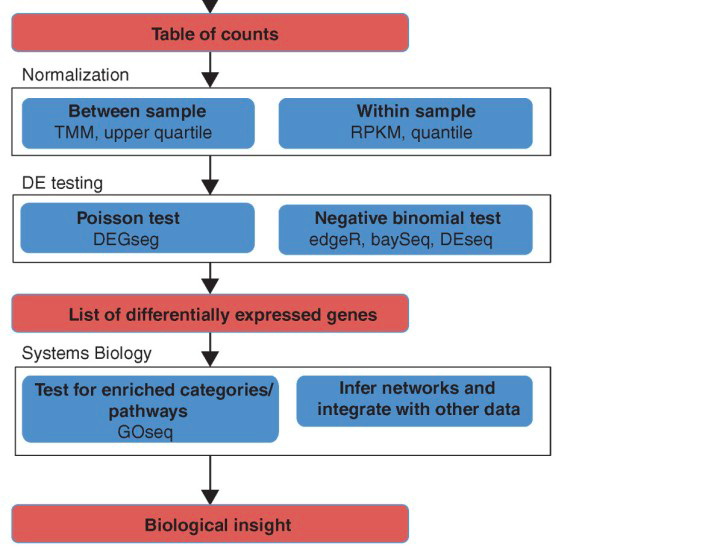 Table of counts
Normalization
Between sample
TMM, upper quartile
Within sample
RPKM, quantile
DE testing
Poisson test
DEGseg
Negative binomial test
edgeR, baySeq, DEseq
List of differentially expressed genes
Systems Biology
Test for enriched categories/
pathways
GOseq
Infer networks and
integrate with other data
Biological insight